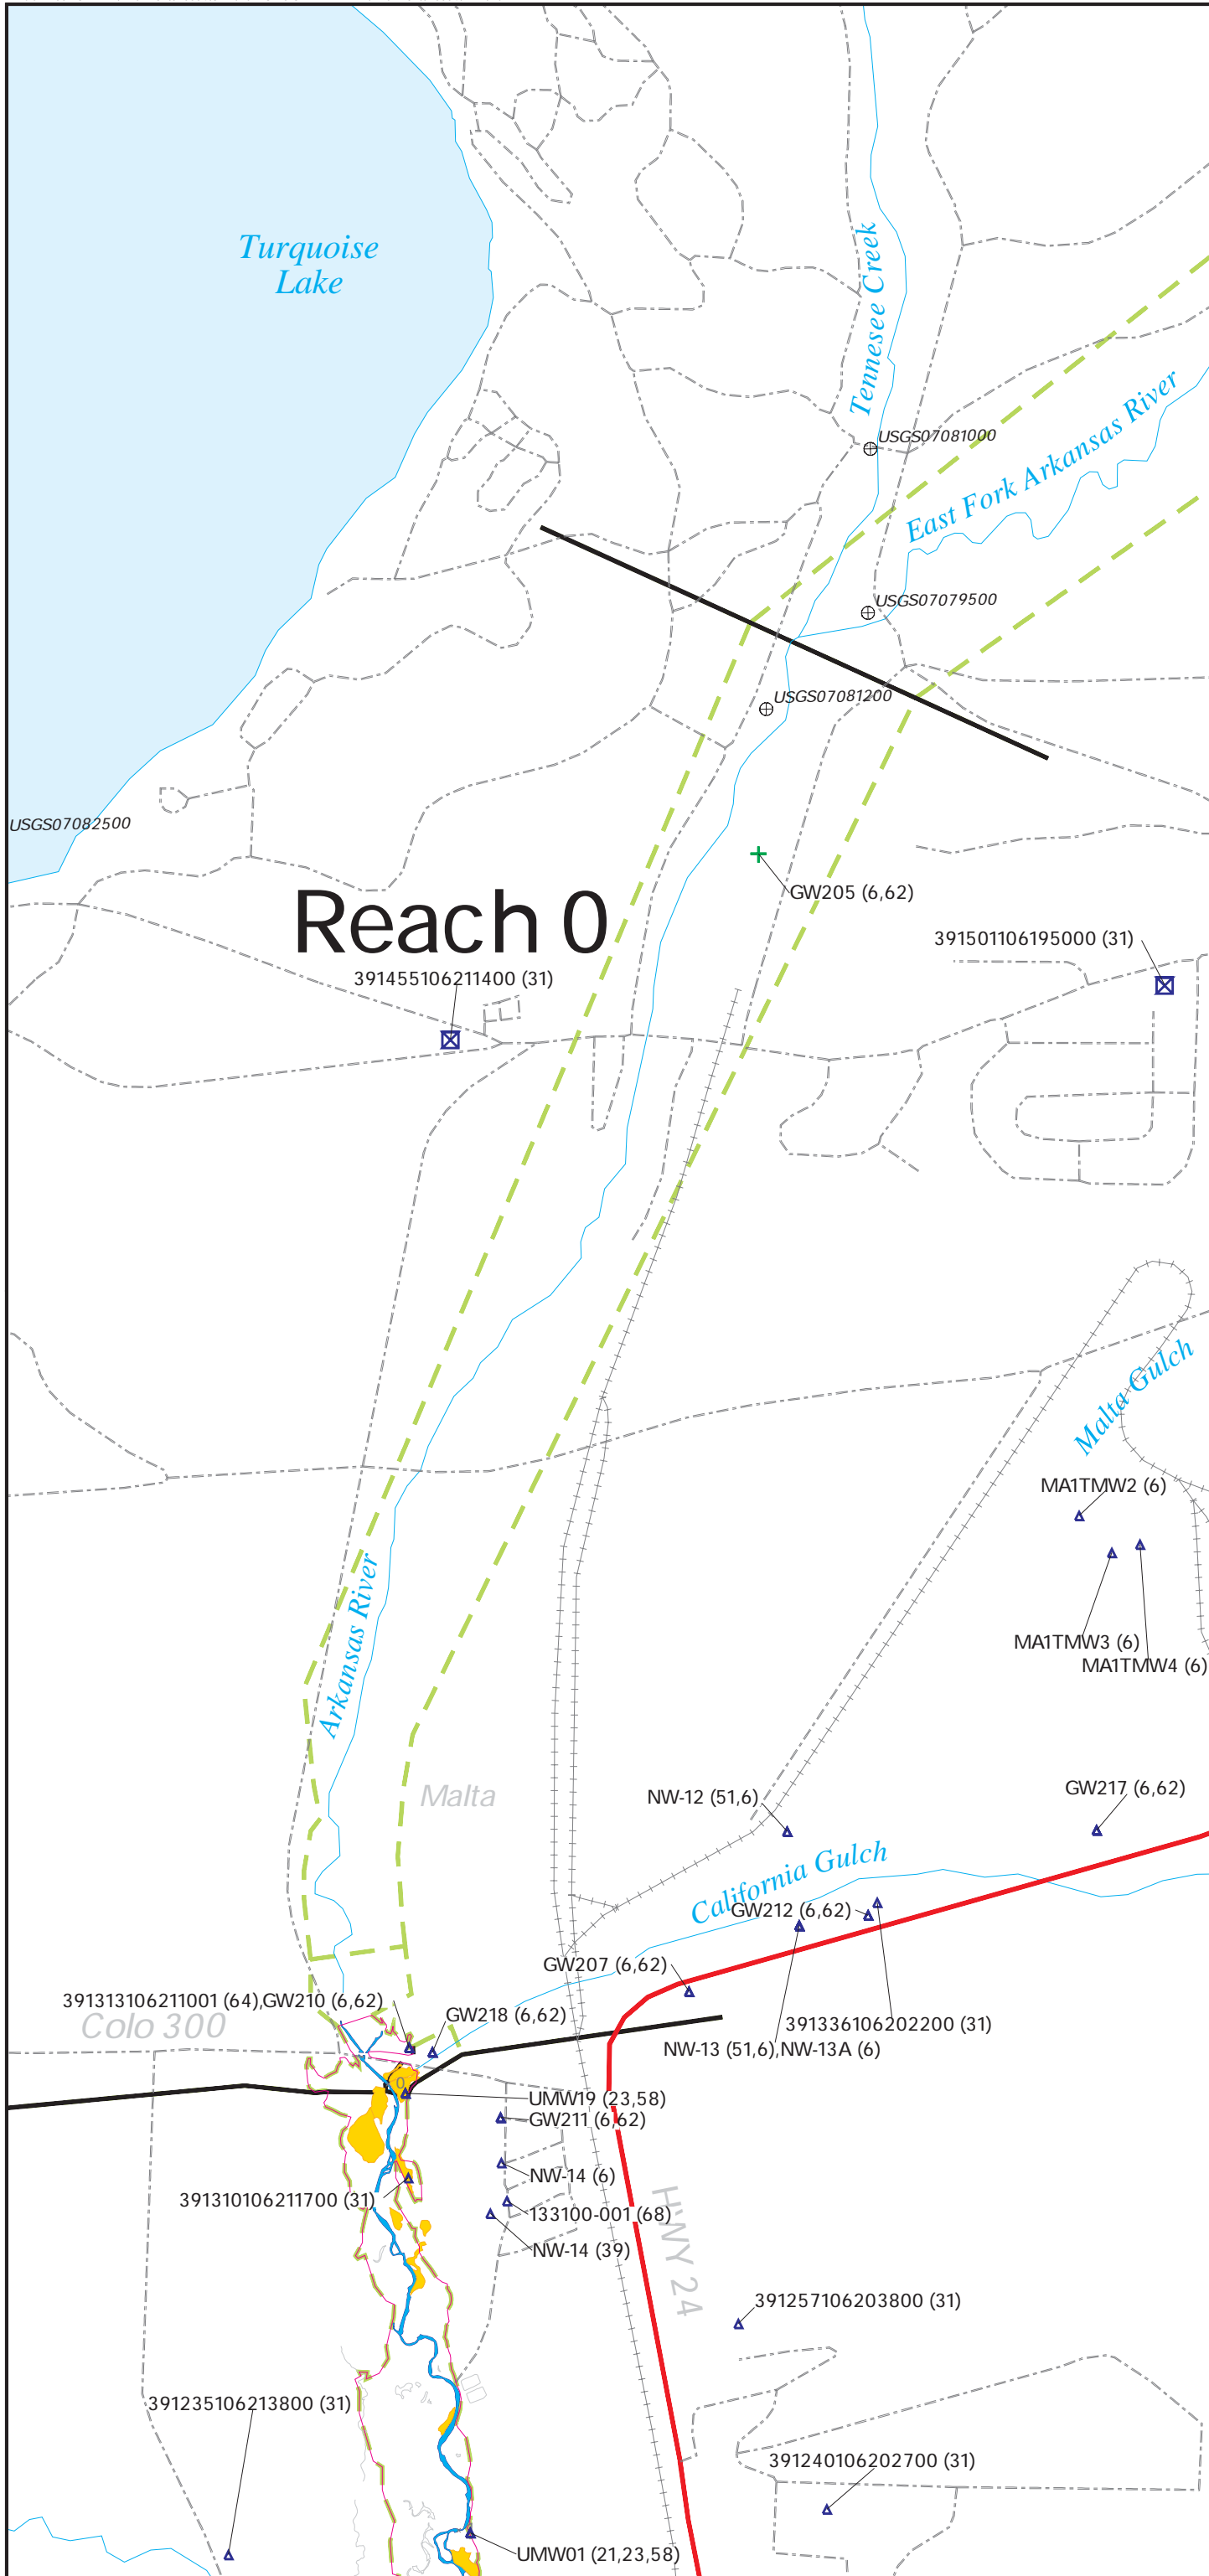 Turquoise
Lake
Tennesee Creek
USGS07081000
East Fork Arkansas River
USGS07079500
USGS07081200
USGS07082500
GW205 (6,62)
Reach 0
391501106195000 (31)
391455106211400 (31)
Malta Gulch
MA1TMW2 (6)
Arkansas River
MA1TMW3 (6)
MA1TMW4 (6)
Malta
NW-12 (51,6)
GW217 (6,62)
California Gulch
GW212 (6,62)
GW207 (6,62)
391313106211001 (64),GW210 (6,62)
GW218 (6,62)
Colo 300
391336106202200 (31)
NW-13 (51,6),NW-13A (6)
0
UMW19 (23,58)
GW211 (6,62)
NW-14 (6)
391310106211700 (31)
133100-001 (68)
HWY 24
NW-14 (39)
391257106203800 (31)
391235106213800 (31)
391240106202700 (31)
UMW01 (21,23,58)